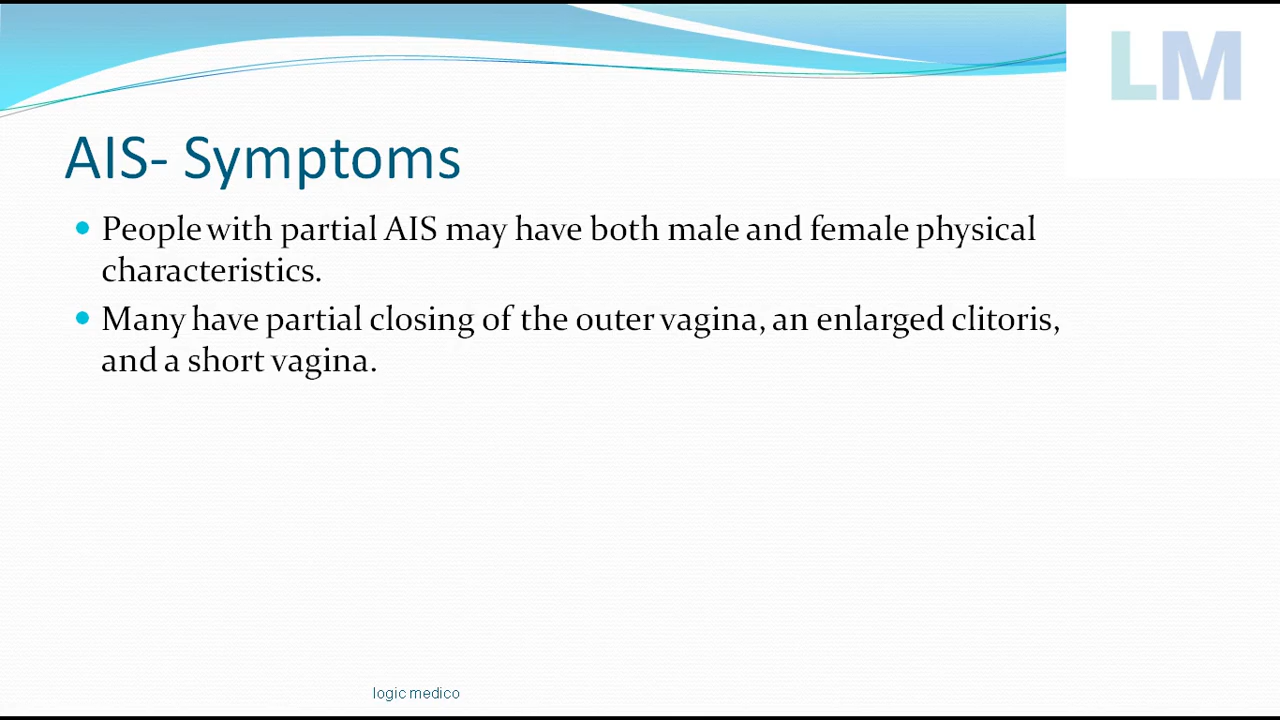 LM
AIS- Symptoms
People with partial AIS may have both male and female physical
characteristics.
Many have partial closing of the outer vagina, an enlarged clitoris,
and a short vagina.
logic medico